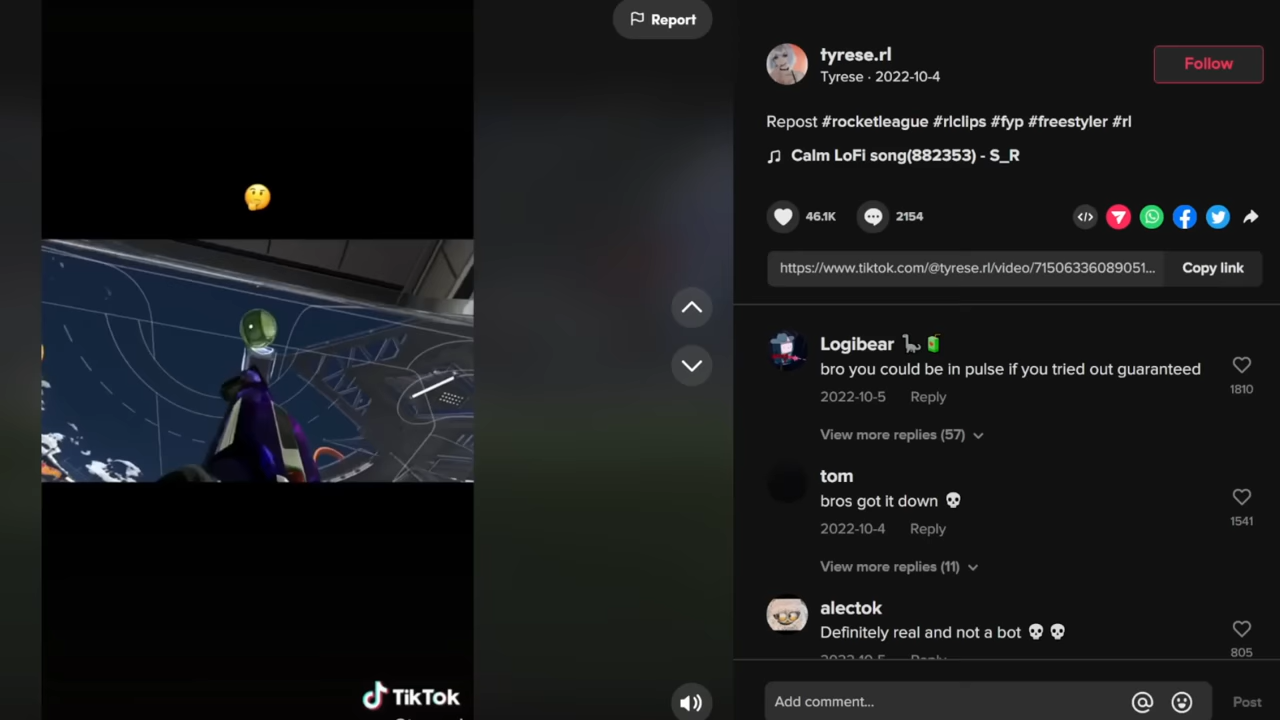 Report
tyrese.rl
Tyrese · 2022-10-4
Follow
Repost #rocketleague #rlclips #fyp #freestyler #rl
Calm LoFi song(882353) - S_R
46.1K
2154
https://www.tiktok.com/@tyrese.rl/video/71506336089051...
Copy link
Logibear
bro you could be in pulse if you tried out guaranteed
1810
2022-10-5 Reply
View more replies (57)
tom
bros got it down 💀
1541
2022-10-4 Reply
View more replies (11)
alectok
Definitely real and not a bot 💀 💀
805
2022-10-5 Reply
TikTok
Add comment...
Post